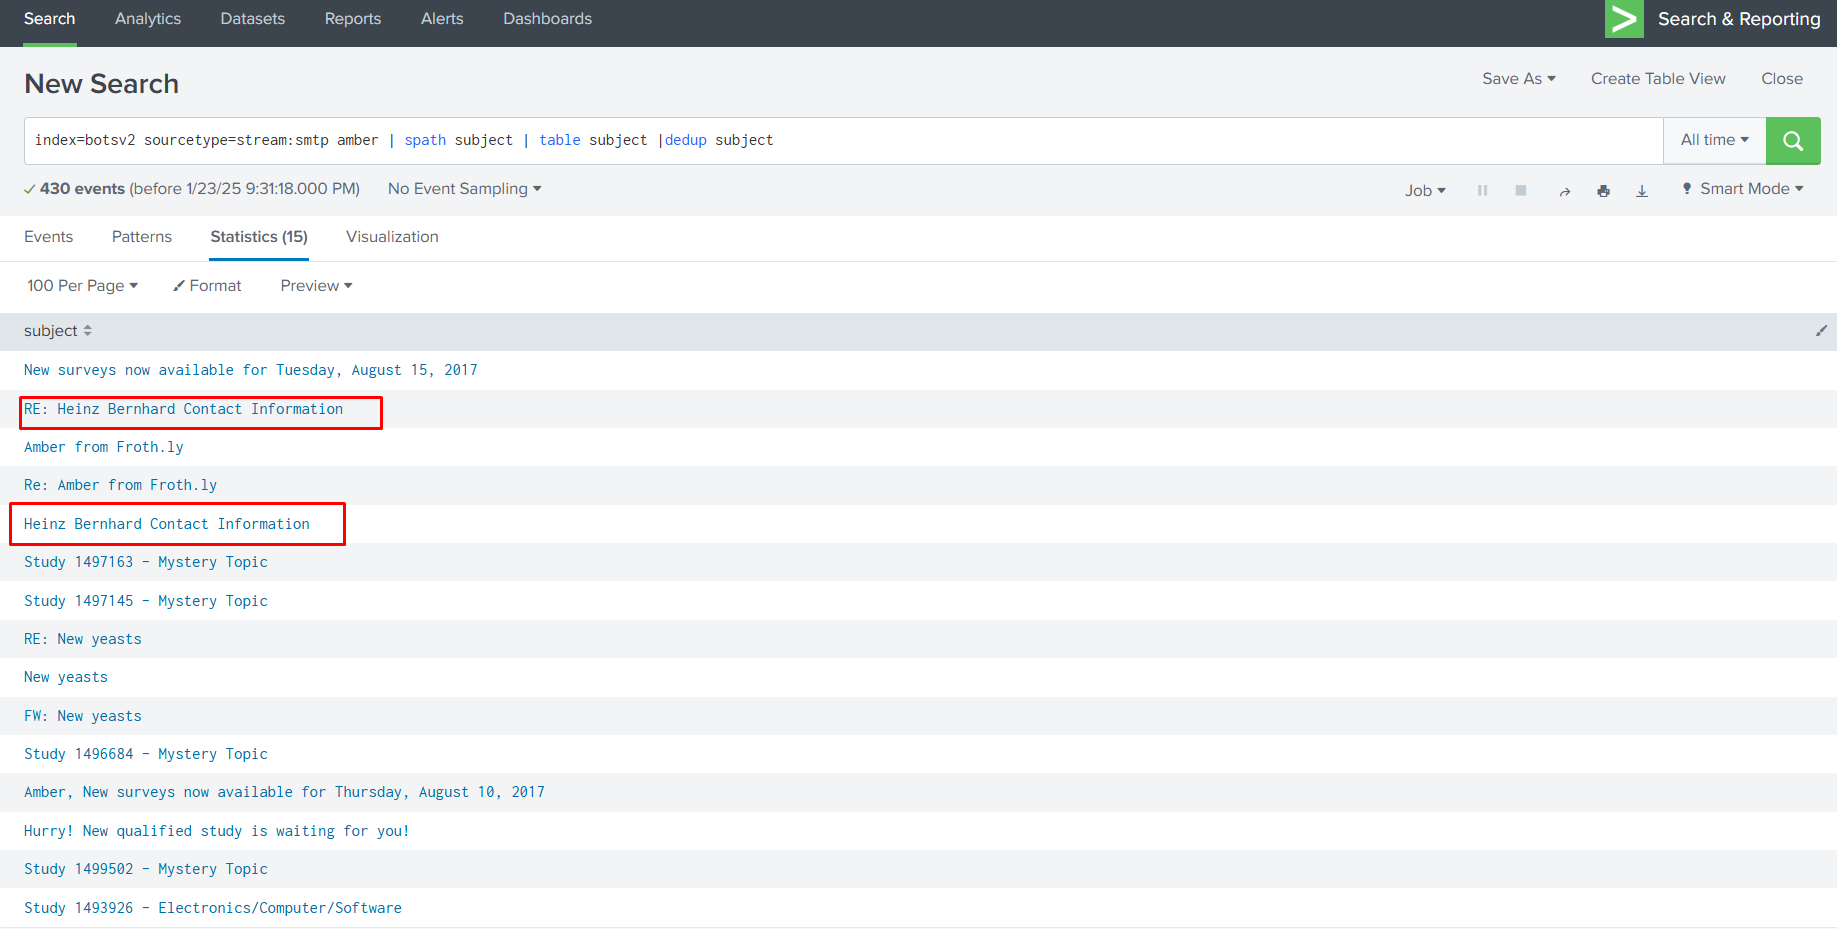 Search Analytics Datasets Reports Alerts Dashboards Search & Reporting
New Search Save As Create Table View Close
index=botsv2 sourcetype=stream:smtp amber | spath subject | table subject |dedup subject All time
430 events (before 1/23/25 9:31:18.000 PM) No Event Sampling Job Smart Mode
Events Patterns Statistics (15) Visualization
100 Per Page Format Preview
subject
New surveys now available for Tuesday, August 15, 2017
RE: Heinz Bernhard Contact Information
Amber from Froth.ly
Re: Amber from Froth.ly
Heinz Bernhard Contact Information
Study 1497163 - Mystery Topic
Study 1497145 - Mystery Topic
RE: New yeasts
New yeasts
FW: New yeasts
Study 1496684 - Mystery Topic
Amber, New surveys now available for Thursday, August 10, 2017
Hurry! New qualified study is waiting for you!
Study 1499502 - Mystery Topic
Study 1493926 - Electronics/Computer/Software